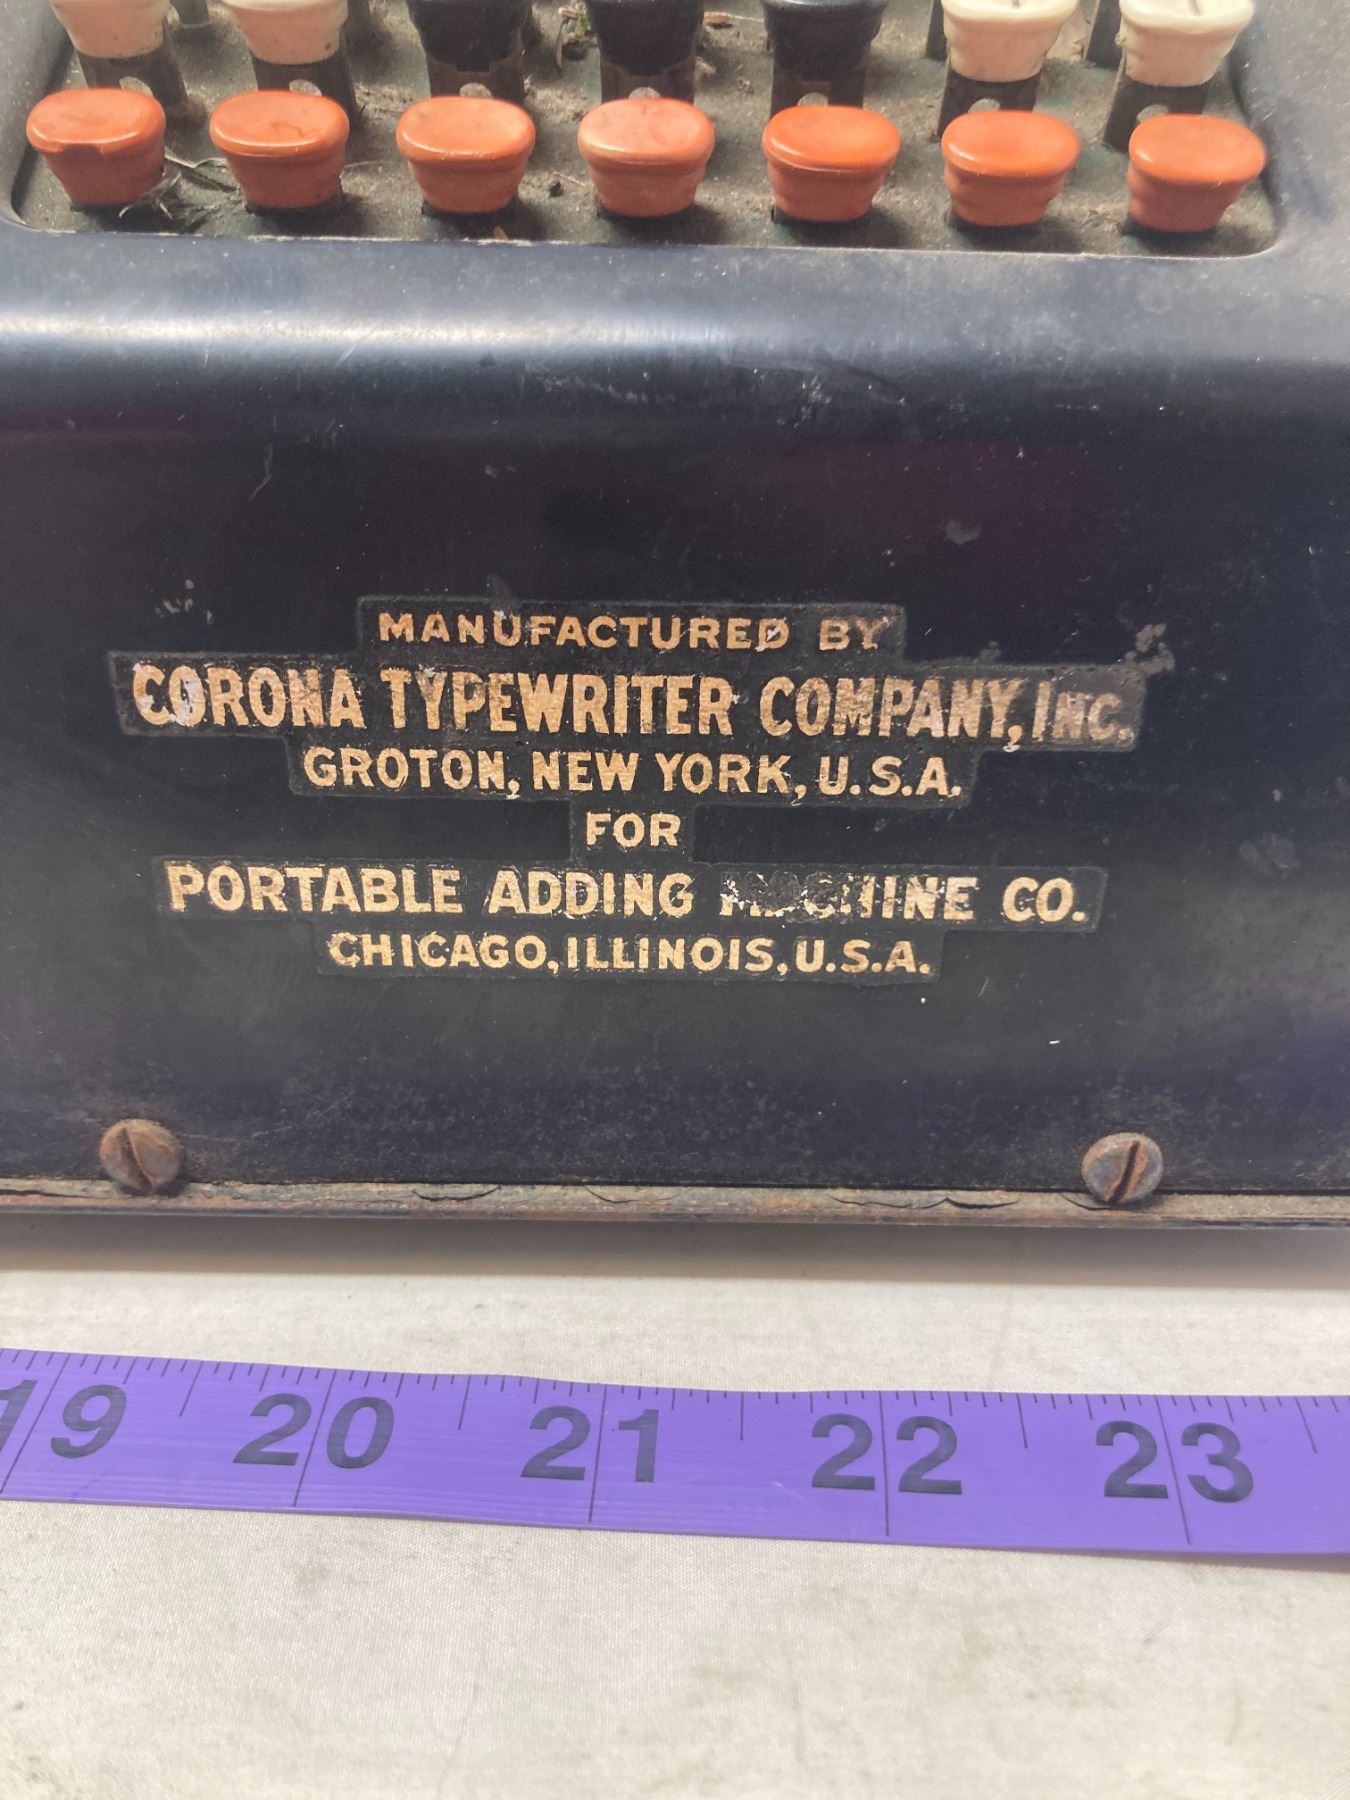 MANUFACTURED BY
CORONA TYPEWRITER COMPANY, INC.
GROTON, NEW YORK, U.S.A.
FOR
PORTABLE ADDING MACHINE CO.
CHICAGO, ILLINOIS, U.S.A.
19 20 21 22 23